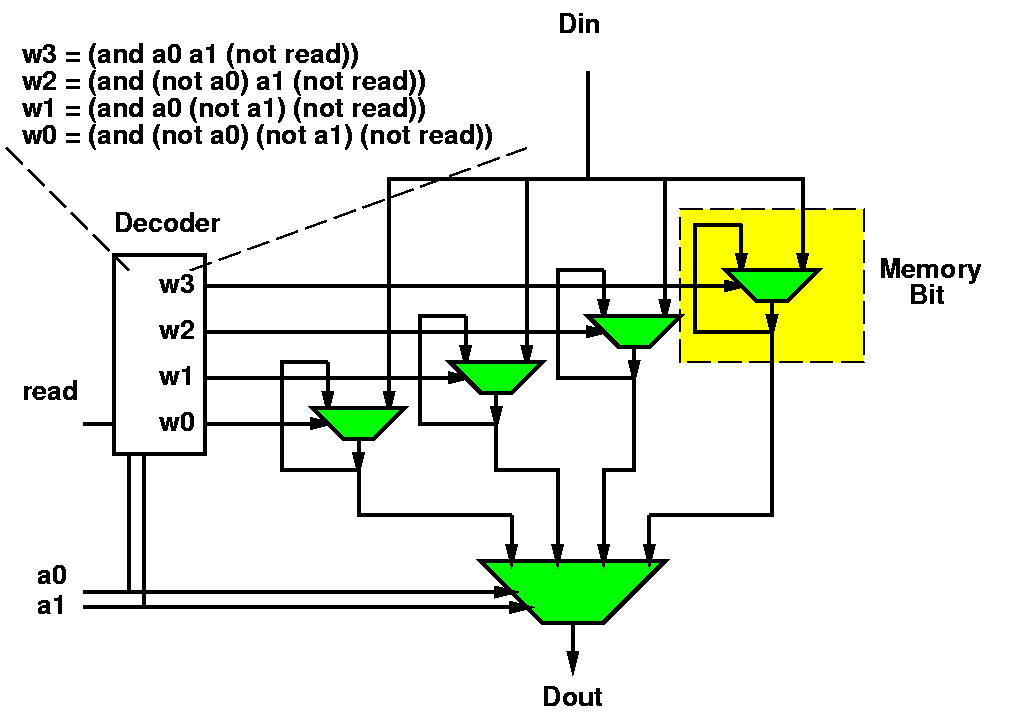 Din
w3 = (and a0 a1 (not read))
w2 = (and (not a0) a1 (not read))
w1 = (and a0 (not a1) (not read))
w0 = (and (not a0) (not a1) (not read))
Decoder
w3
w2
w1
w0
read
Memory
Bit
a0
a1
Dout